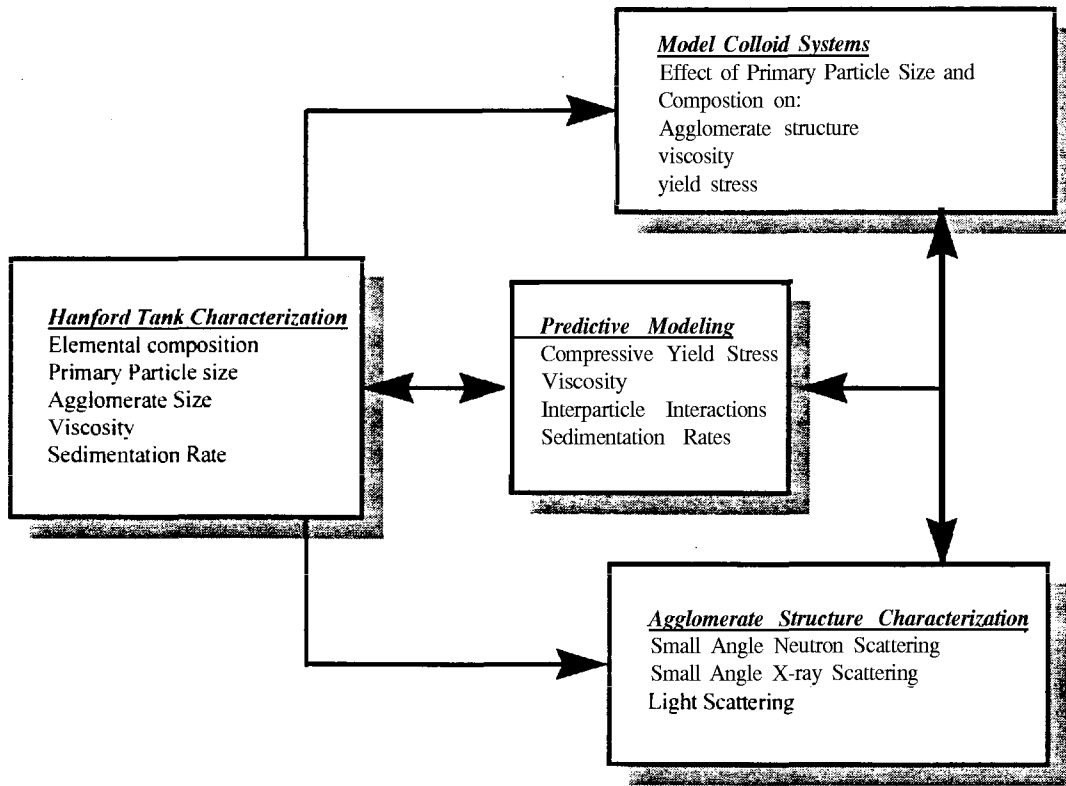 Model Colloid Systems
Effect of Primary Particle Size and
Compostion on:
Agglomerate structure
viscosity
yield stress
Hanford Tank Characterization
Elemental composition
Primary Particle size
Agglomerate Size
Viscosity
Sedimentation Rate
Predictive Modeling
Compressive Yield Stress
Viscosity
Interparticle Interactions
Sedimentation Rates
Agglomerate Structure Characterization
Small Angle Neutron Scattering
Small Angle X-ray Scattering
Light Scattering